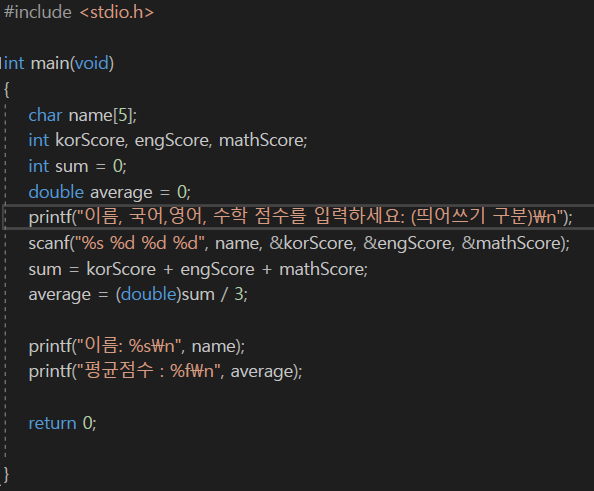 #include <stdio.h>
int main(void)
{
char name[5];
int korScore, engScore, mathScore;
int sum = 0;
double average = 0;
printf("이름, 국어,영어, 수학 점수를 입력하세요: (띄어쓰기 구분)₩n");
scanf("%s %d %d %d", name, &korScore, &engScore, &mathScore);
sum = korScore + engScore + mathScore;
average = (double)sum / 3;
printf("이름: %s₩n", name);
printf("평균점수 : %f₩n", average);
return 0;
}